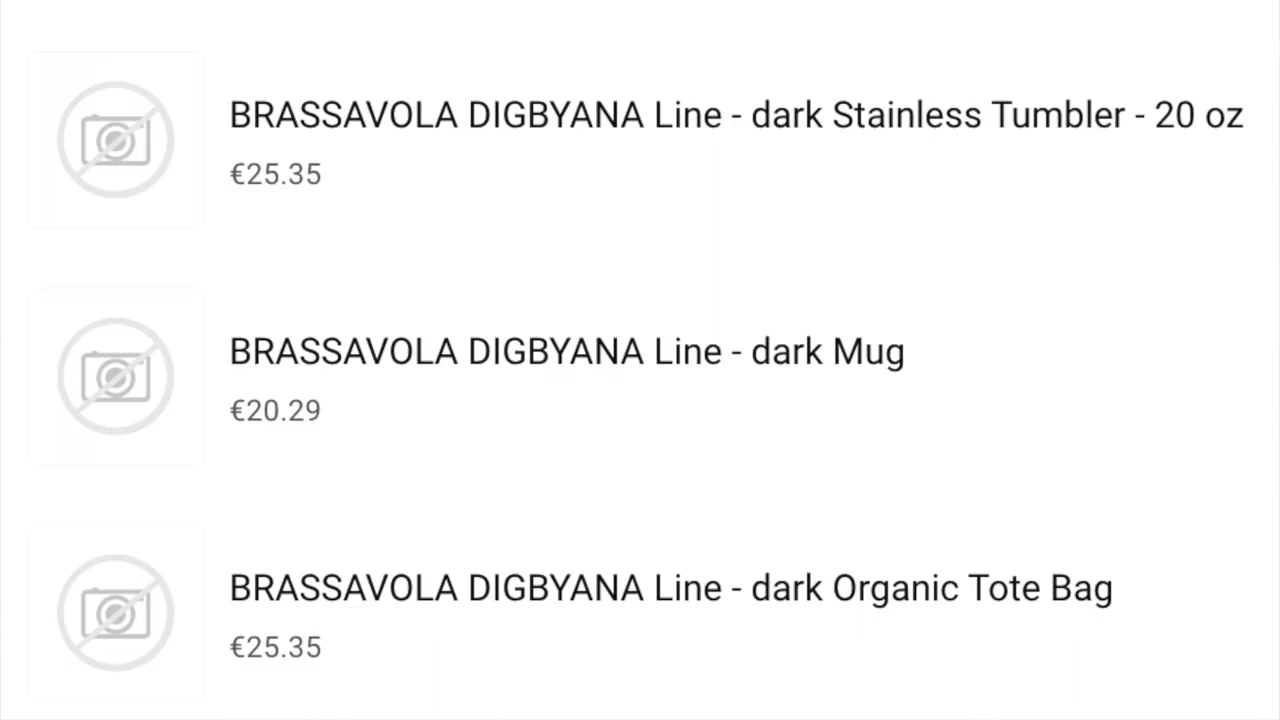 BRASSAVOLA DIGBYANA Line - dark Stainless Tumbler - 20 oz
€25.35
BRASSAVOLA DIGBYANA Line - dark Mug
€20.29
BRASSAVOLA DIGBYANA Line - dark Organic Tote Bag
€25.35